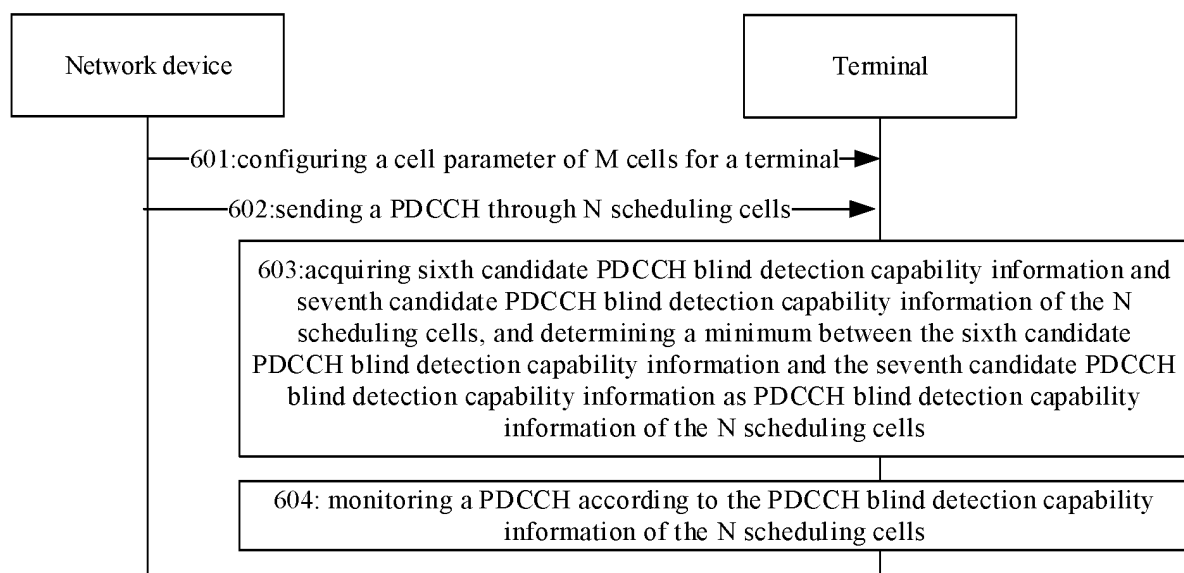 Network device
Terminal
601:configuring a cell parameter of M cells for a terminal
602:sending a PDCCH through N scheduling cells
603:acquiring sixth candidate PDCCH blind detection capability information and
seventh candidate PDCCH blind detection capability information of the N
scheduling cells, and determining a minimum between the sixth candidate
PDCCH blind detection capability information and the seventh candidate PDCCH
blind detection capability information as PDCCH blind detection capability
information of the N scheduling cells
604: monitoring a PDCCH according to the PDCCH blind detection capability
information of the N scheduling cells